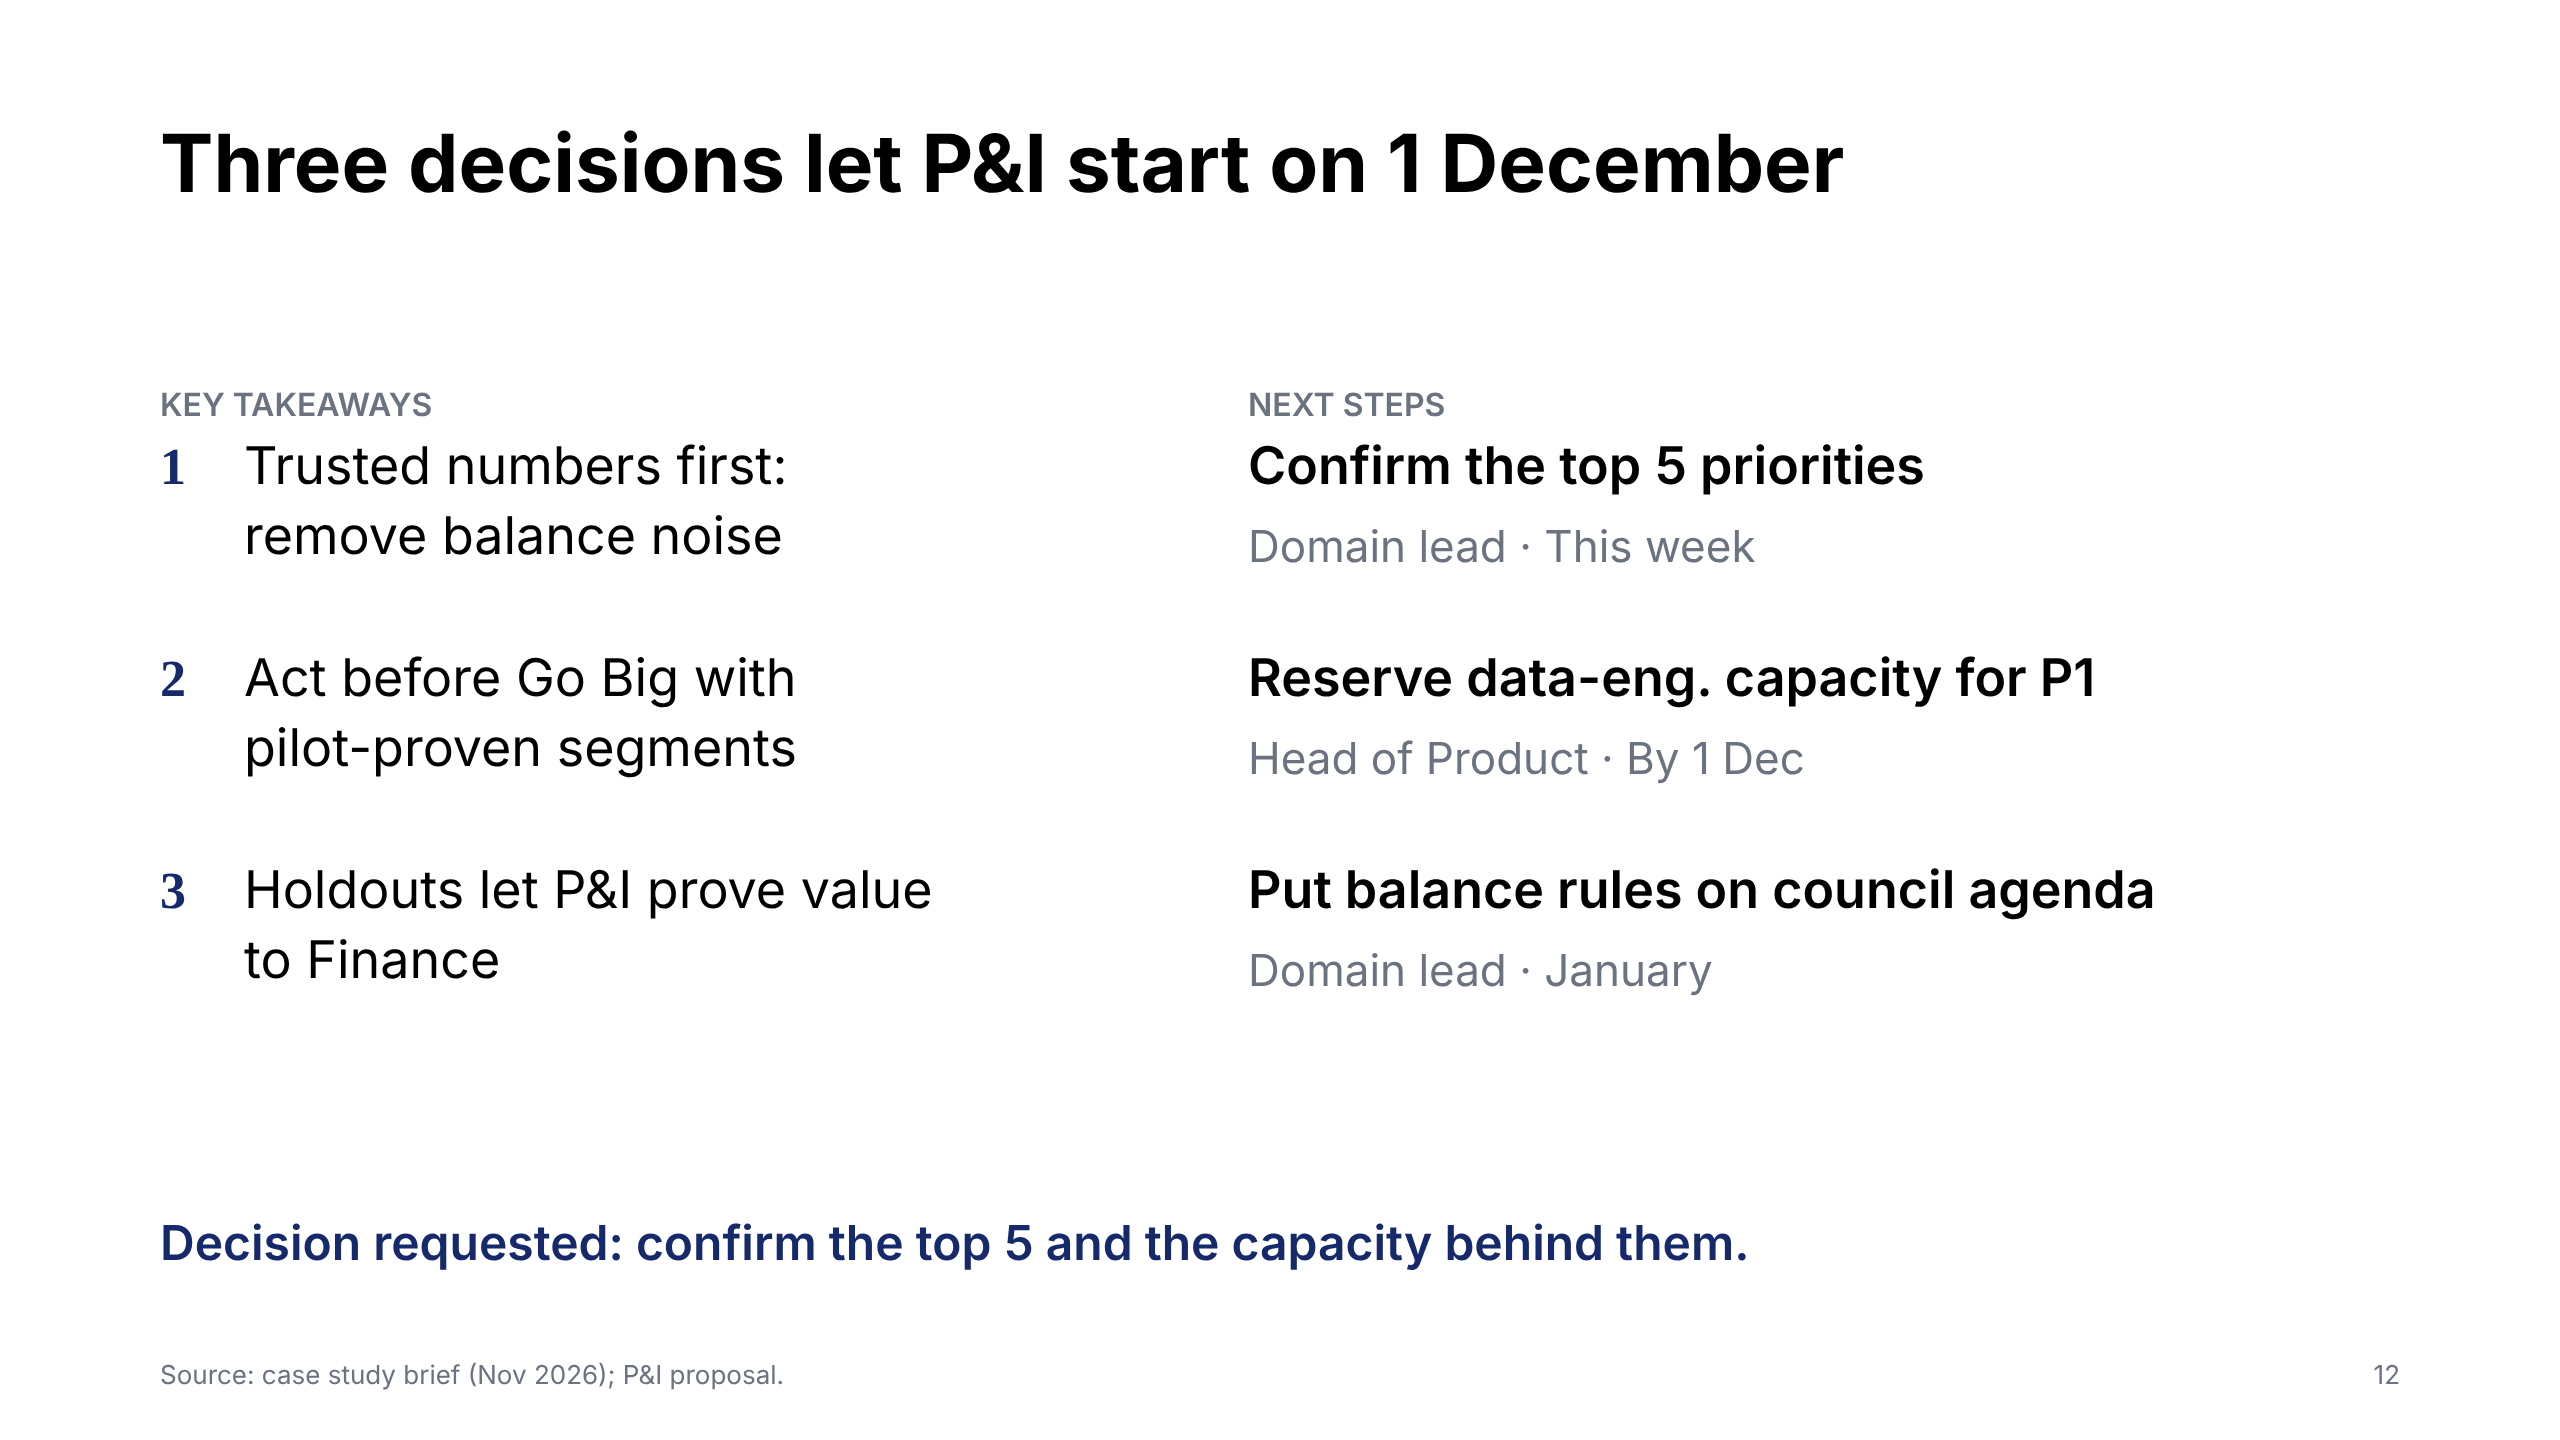 Three decisions let P&I start on 1 December
KEY TAKEAWAYS
1 Trusted numbers first:
remove balance noise
2 Act before Go Big with
pilot-proven segments
3 Holdouts let P&I prove value
to Finance
NEXT STEPS
Confirm the top 5 priorities
Domain lead · This week
Reserve data-eng. capacity for P1
Head of Product · By 1 Dec
Put balance rules on council agenda
Domain lead · January
Decision requested: confirm the top 5 and the capacity behind them.
Source: case study brief (Nov 2026); P&I proposal.
12